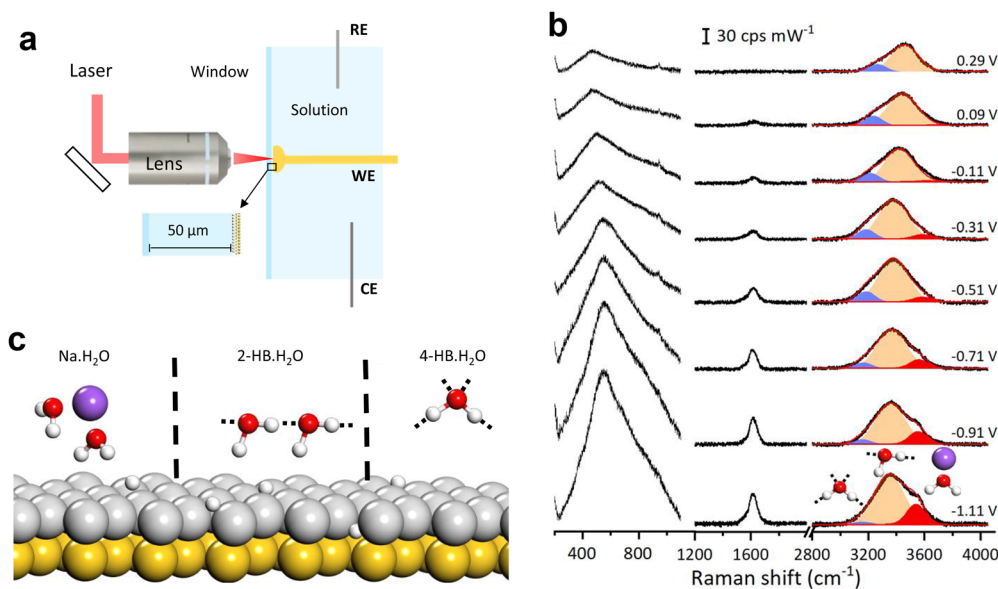 a
RE
Laser
Window
Solution
Lens
WE
50 µm
CE
b
30 cps mW⁻¹
0.29 V
0.09 V
-0.11 V
-0.31 V
-0.51 V
-0.71 V
-0.91 V
-1.11 V
400 800 1200 1600 2800 3200 3600 4000
Raman shift (cm⁻¹)
c
Na.H₂O
2-HB.H₂O
4-HB.H₂O